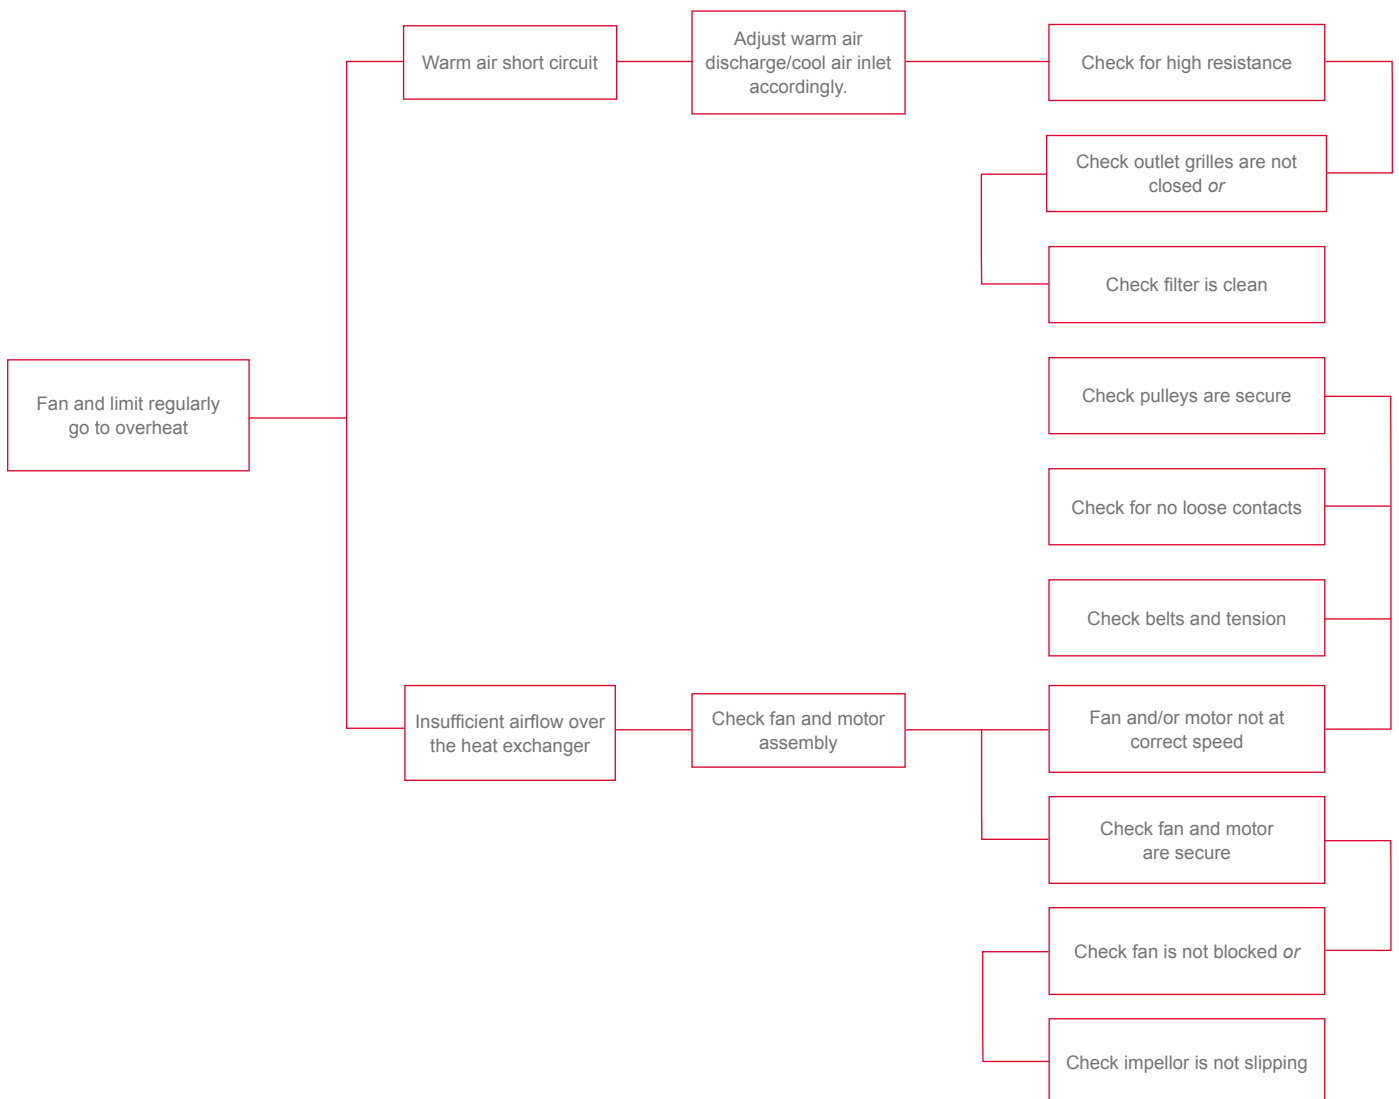 Warm air short circuit
Adjust warm air
discharge/cool air inlet
accordingly.
Check for high resistance
Check outlet grilles are not
closed or
Check filter is clean
Fan and limit regularly
go to overheat
Check pulleys are secure
Check for no loose contacts
Check belts and tension
Insufficient airflow over
the heat exchanger
Check fan and motor
assembly
Fan and/or motor not at
correct speed
Check fan and motor
are secure
Check fan is not blocked or
Check impellor is not slipping